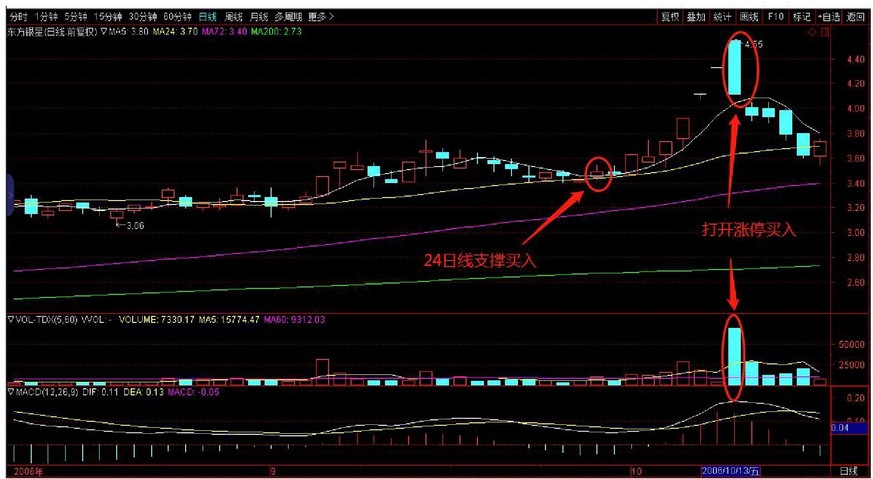 分时 1分钟 5分钟 15分钟 30分钟 60分钟 日线 周线 月线 多周期 更多> 复权 叠加 统计 画线 F10 标记 *自选 返回
东方银星(日线.前复权) ▽MA5: 3.80 MA24: 3.70 MA72: 3.40 MA200: 2.73
4.55
4.40
4.20
4.00
3.80
3.60
3.40
3.20
3.00
2.80
2.60
3.06
24日线支撑买入
打开涨停买入
▽VOL-TDX(5,60) VVOL: - VOLUME: 7330.17 MA5: 15774.47 MA60: 9312.03
50000
25000
▽MACD(12,26,9) DIF: 0.11 DEA: 0.13 MACD: -0.05
0.20
0.10
0.04
2006年 9 10 2006/10/13/五 日线